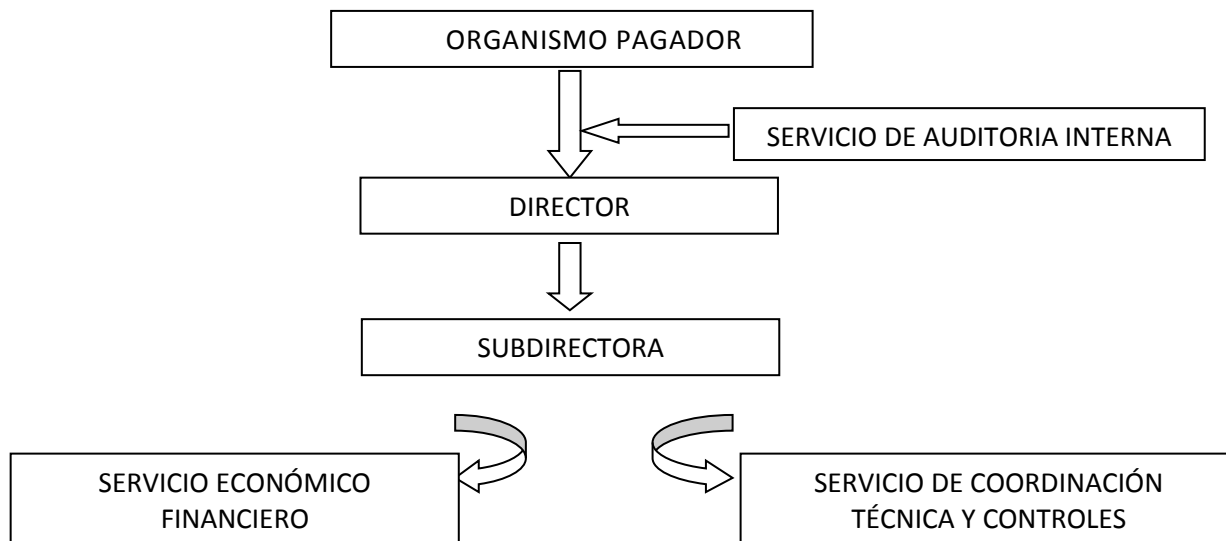 ORGANISMO PAGADOR
SERVICIO DE AUDITORIA INTERNA
DIRECTOR
SUBDIRECTORA
SERVICIO ECONÓMICO
FINANCIERO
SERVICIO DE COORDINACIÓN
TÉCNICA Y CONTROLES